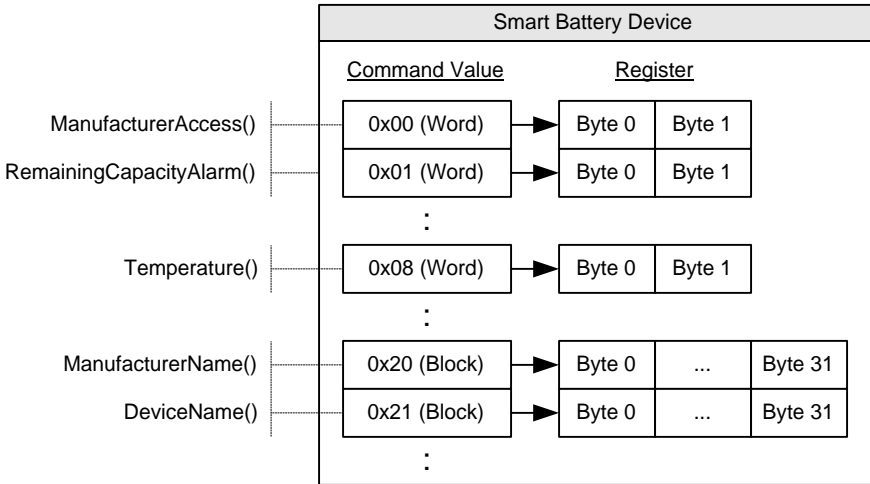 Smart Battery Device
Command Value Register
ManufacturerAccess() 0x00 (Word) Byte 0 Byte 1
RemainingCapacityAlarm() 0x01 (Word) Byte 0 Byte 1
:
Temperature() 0x08 (Word) Byte 0 Byte 1
:
ManufacturerName() 0x20 (Block) Byte 0 ... Byte 31
DeviceName() 0x21 (Block) Byte 0 ... Byte 31
: